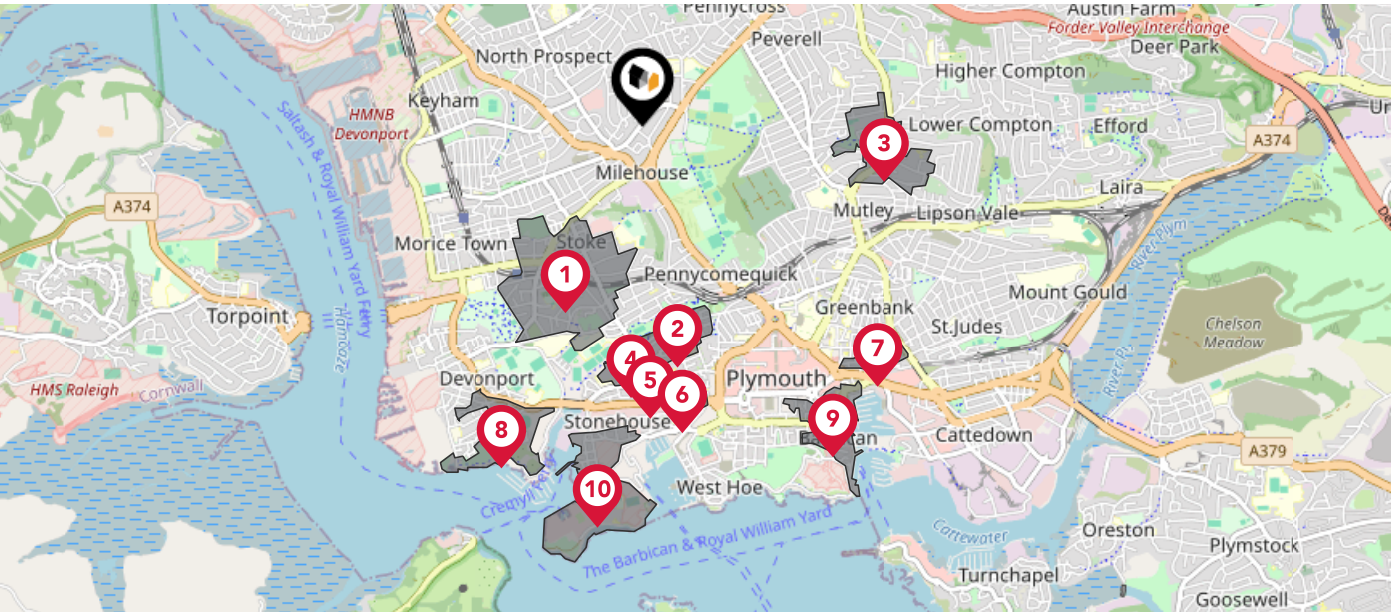 Pennycross
Austin Farm
Forder Valley Interchange
Peverell
Deer Park
North Prospect
Higher Compton
Keyham
HMNB
Devonport
Saltash & Royal William Yard Ferry
Lower Compton
Efford
A374
3
Milehouse
Laira
A374
Mutley
Lipson Vale
Morice Town
Stoke
River Plym
1
Pennycomequick
Mount Gould
Hamoaze
Torpoint
Greenbank
St.Judes
Chelson
Meadow
2
7
4
5
6
Devonport
Plymouth
HMS Raleigh
Cornwall
River P
8
Stonehouse
9
Cattedown
A379
10
West Hoe
Cremyll Fe
The Barbican & Royal William Yard
Cattewater
Oreston
Plymstock
Turnchapel
Goosewell